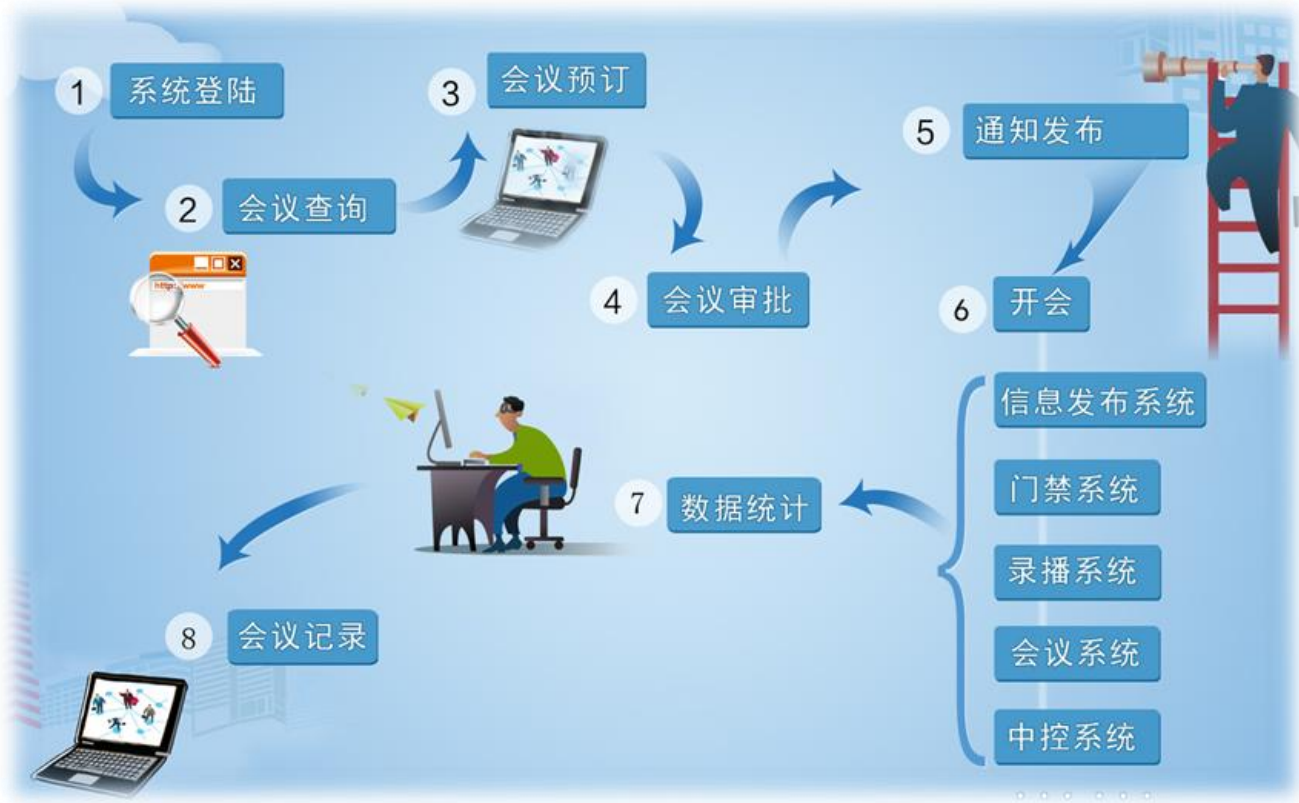 1 系统登陆
2 会议查询
http://www
3 会议预订
4 会议审批
5 通知发布
6 开会
信息发布系统
门禁系统
录播系统
会议系统
中控系统
……
7 数据统计
8 会议记录